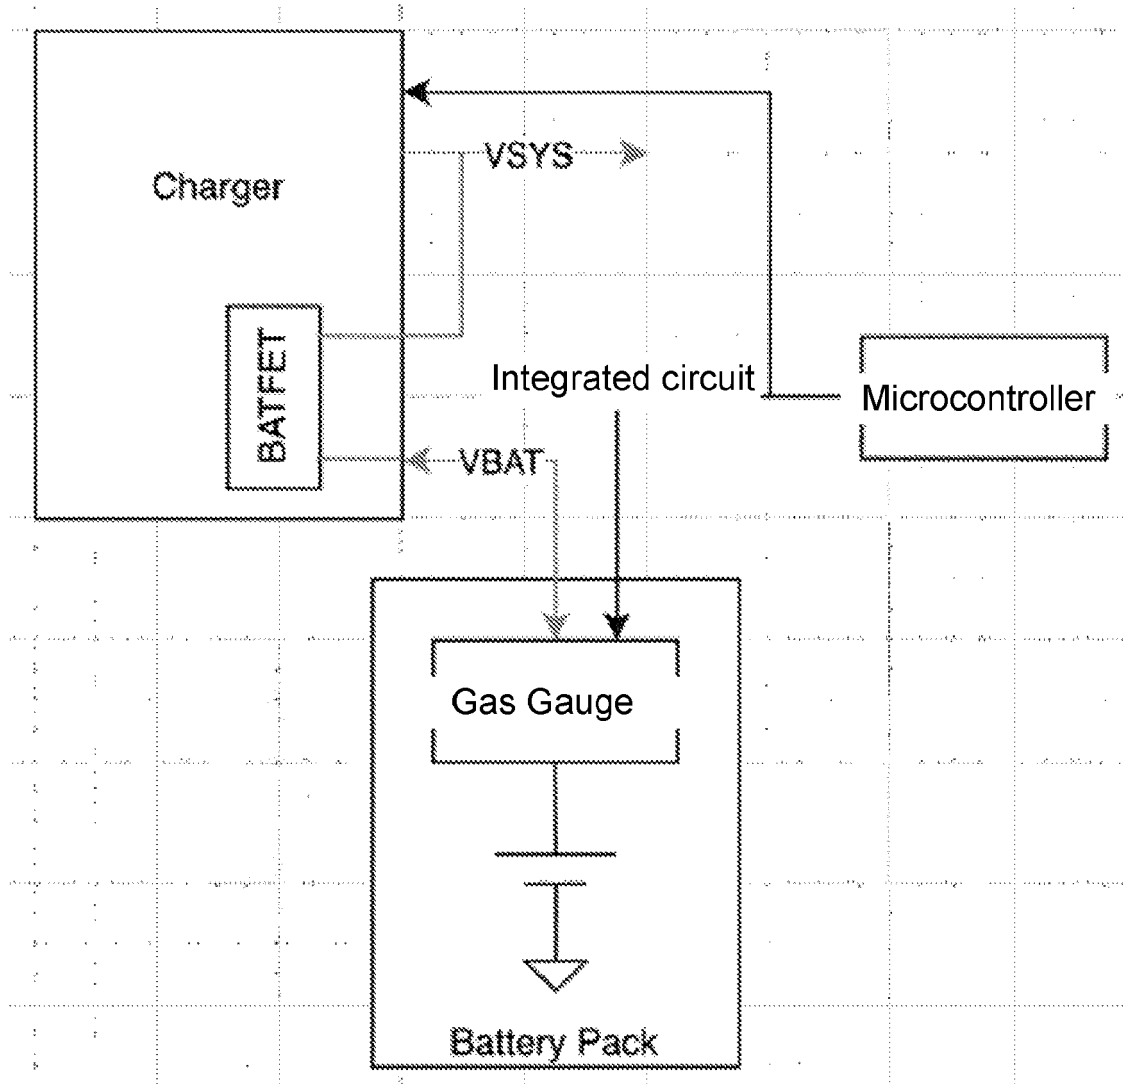 VSYS
Charger
BATFET
Integrated circuit
Microcontroller
VBAT
Gas Gauge
Battery Pack